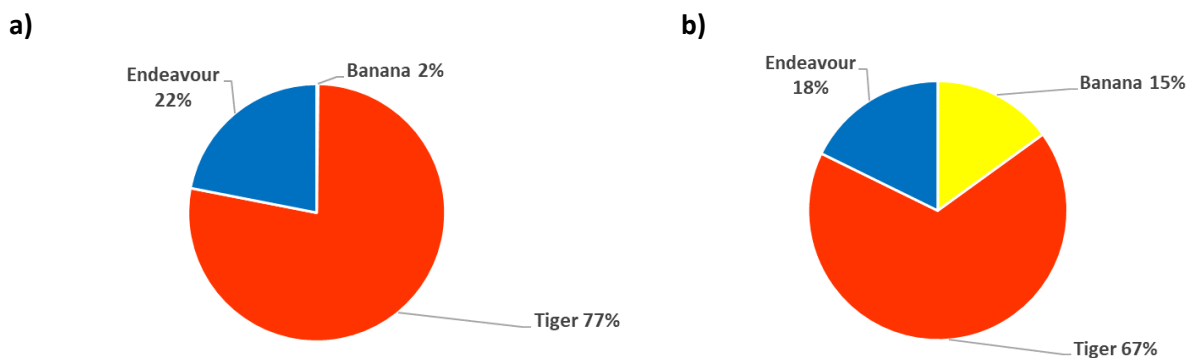 a)
Endeavour
22%
Banana 2%
Tiger 77%
b)
Endeavour
18%
Banana 15%
Tiger 67%